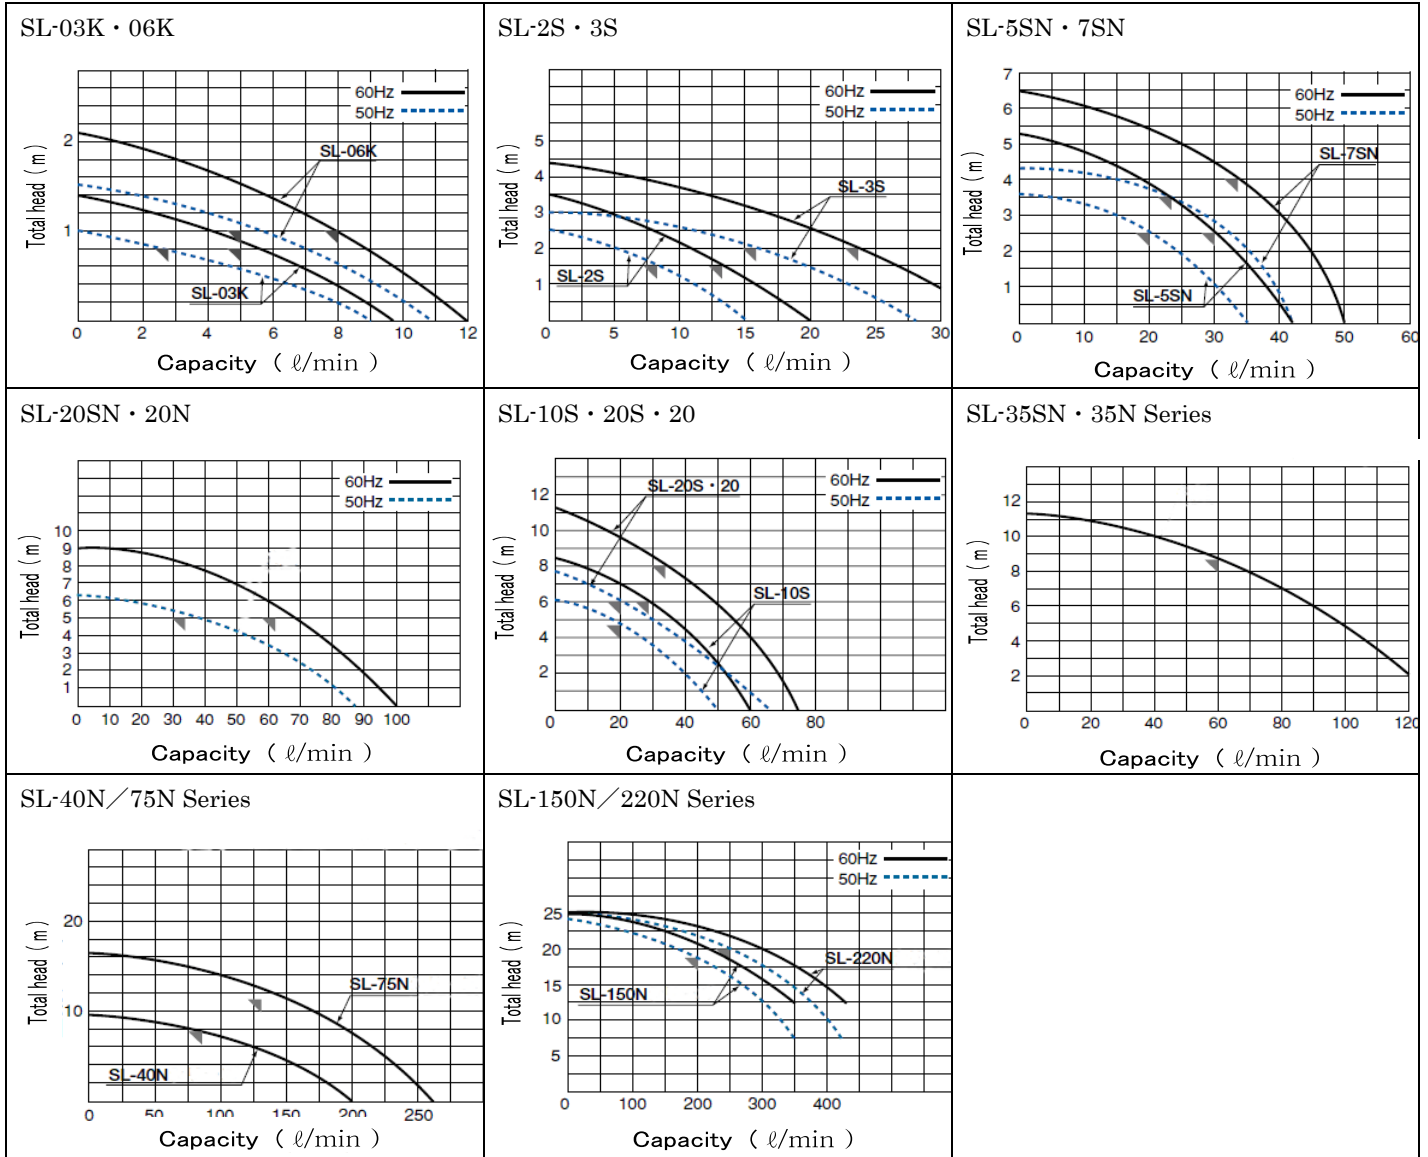 SL-03K・06K
60Hz
50Hz
2
1
SL-06K
SL-03K
Total head (m)
0 2 4 6 8 10 12
Capacity ( ℓ/min )
SL-2S・3S
60Hz
50Hz
5
4
3
2
1
SL-3S
SL-2S
Total head (m)
0 5 10 15 20 25 30
Capacity ( ℓ/min )
SL-5SN・7SN
7
6
5
4
3
2
1
60Hz
50Hz
SL-7SN
SL-5SN
Total head (m)
0 10 20 30 40 50 60
Capacity ( ℓ/min )
SL-20SN・20N
60Hz
50Hz
10
9
8
7
6
5
4
3
2
1
Total head (m)
0 10 20 30 40 50 60 70 80 90 100
Capacity ( ℓ/min )
SL-10S・20S・20
60Hz
50Hz
12
10
8
6
4
2
SL-20S・20
SL-10S
Total head (m)
0 20 40 60 80
Capacity ( ℓ/min )
SL-35SN・35N Series
12
10
8
6
4
2
Total head (m)
0 20 40 60 80 100 120
Capacity ( ℓ/min )
SL-40N／75N Series
20
10
SL-75N
SL-40N
Total head (m)
0 50 100 150 200 250
Capacity ( ℓ/min )
SL-150N／220N Series
60Hz
50Hz
25
20
15
10
5
SL-220N
SL-150N
Total head (m)
0 100 200 300 400
Capacity ( ℓ/min )